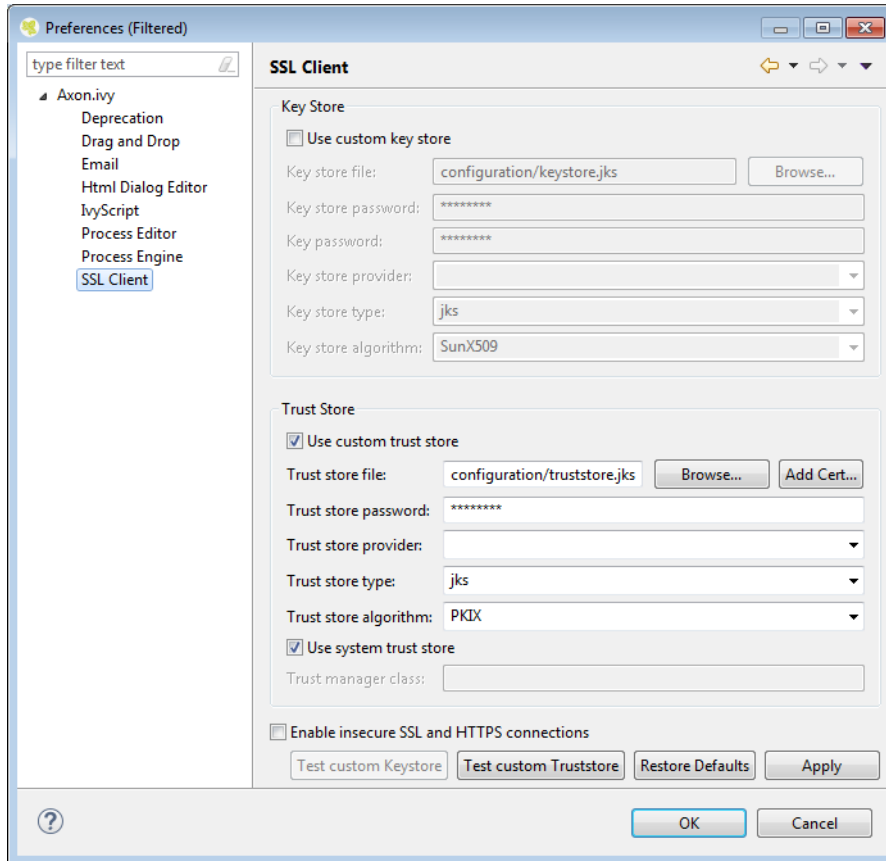 Preferences (Filtered)
type filter text
Axon.ivy
Deprecation
Drag and Drop
Email
Html Dialog Editor
IvyScript
Process Editor
Process Engine
SSL Client
SSL Client
Key Store
Use custom key store
Key store file: configuration/keystore.jks Browse...
Key store password: ********
Key password: ********
Key store provider:
Key store type: jks
Key store algorithm: SunX509
Trust Store
Use custom trust store
Trust store file: configuration/truststore.jks Browse... Add Cert...
Trust store password: ********
Trust store provider:
Trust store type: jks
Trust store algorithm: PKIX
Use system trust store
Trust manager class:
Enable insecure SSL and HTTPS connections
Test custom Keystore Test custom Truststore Restore Defaults Apply
OK Cancel